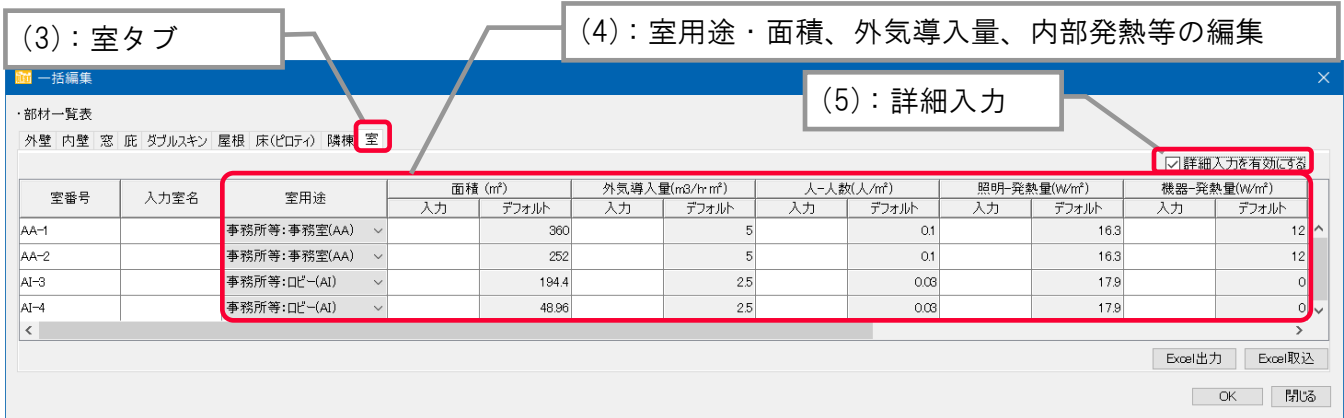 (3)：室タブ
(4)：室用途・面積、外気導入量、内部発熱等の編集
一括編集
(5)：詳細入力
・部材一覧表
外壁 内壁 窓 庇 ダブルスキン 屋根 床(ピロティ) 隣棟 室
詳細入力を有効にする
室番号 入力室名 室用途 面積 (㎡) 外気導入量(m3/hr㎡) 人-人数(人/㎡) 照明-発熱量(W/㎡) 機器-発熱量(W/㎡)
入力 デフォルト 入力 デフォルト 入力 デフォルト 入力 デフォルト 入力 デフォルト
AA-1 事務所等:事務室(AA) 360 5 0.1 16.3 12
AA-2 事務所等:事務室(AA) 252 5 0.1 16.3 12
AI-3 事務所等:ロビー(AI) 194.4 2.5 0.03 17.9 0
AI-4 事務所等:ロビー(AI) 48.96 2.5 0.03 17.9 0
Excel出力 Excel取込
OK 閉じる